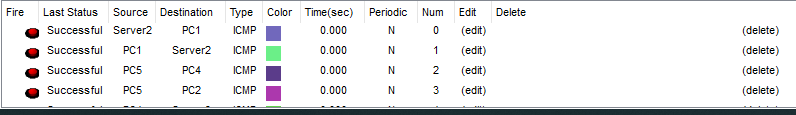 Fire Last Status Source Destination Type Color Time(sec) Periodic Num Edit Delete
Successful Server2 PC1 ICMP 0.000 N 0 (edit) (delete)
Successful PC1 Server2 ICMP 0.000 N 1 (edit) (delete)
Successful PC5 PC4 ICMP 0.000 N 2 (edit) (delete)
Successful PC5 PC2 ICMP 0.000 N 3 (edit) (delete)